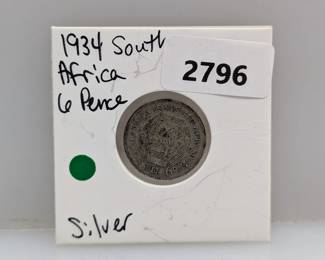 1934 South
Africa
6 Pence
2796
Silver